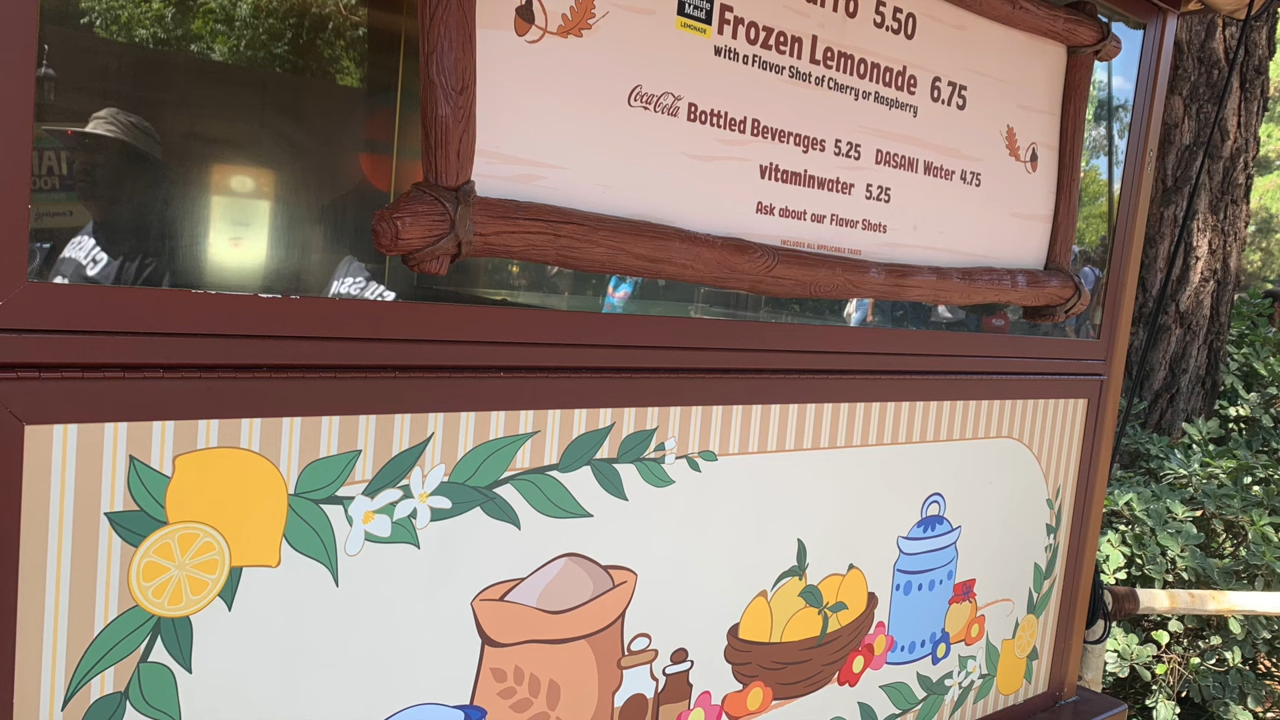 5.50
Minute Maid
LEMONADE
Frozen Lemonade 6.75
with a Flavor Shot of Cherry or Raspberry
Coca-Cola Bottled Beverages 5.25 DASANI Water 4.75
vitaminwater 5.25
Ask about our Flavor Shots
INCLUDES ALL APPLICABLE TAXES